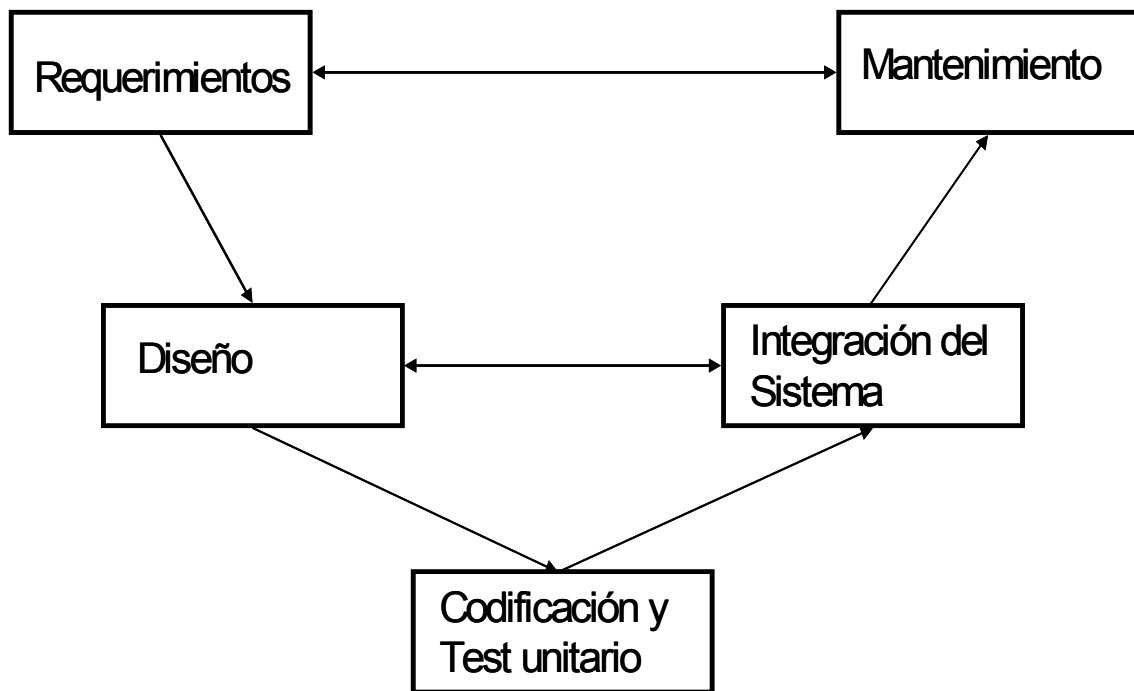 Requerimientos
Mantenimiento
Diseño
Integración del
Sistema
Codificación y
Test unitario